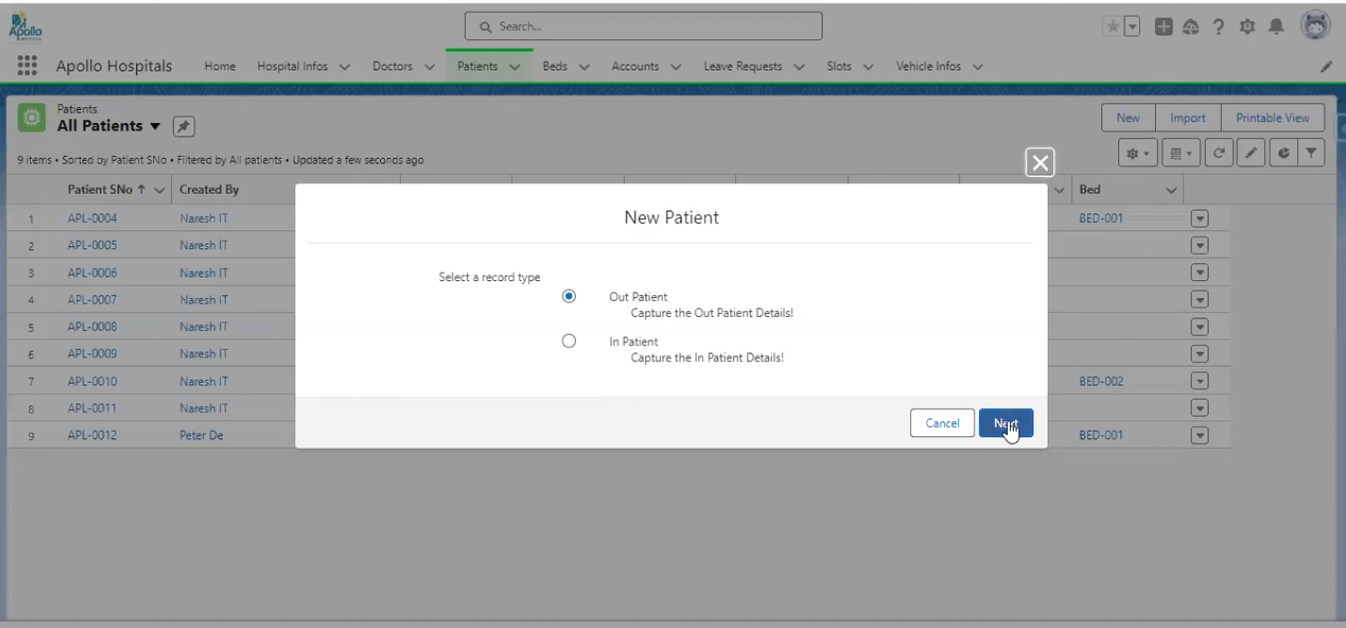 Apollo
Search...
Apollo Hospitals Home Hospital Infos Doctors Patients Beds Accounts Leave Requests Slots Vehicle Infos
Patients
All Patients
New Import Printable View
9 items • Sorted by Patient SNo • Filtered by All patients • Updated a few seconds ago
Patient SNo Created By Bed
1 APL-0004 Naresh IT BED-001
2 APL-0005 Naresh IT
3 APL-0006 Naresh IT
4 APL-0007 Naresh IT
5 APL-0008 Naresh IT
6 APL-0009 Naresh IT
7 APL-0010 Naresh IT BED-002
8 APL-0011 Naresh IT
9 APL-0012 Peter De BED-001
New Patient
Select a record type
Out Patient
Capture the Out Patient Details!
In Patient
Capture the In Patient Details!
Cancel Next